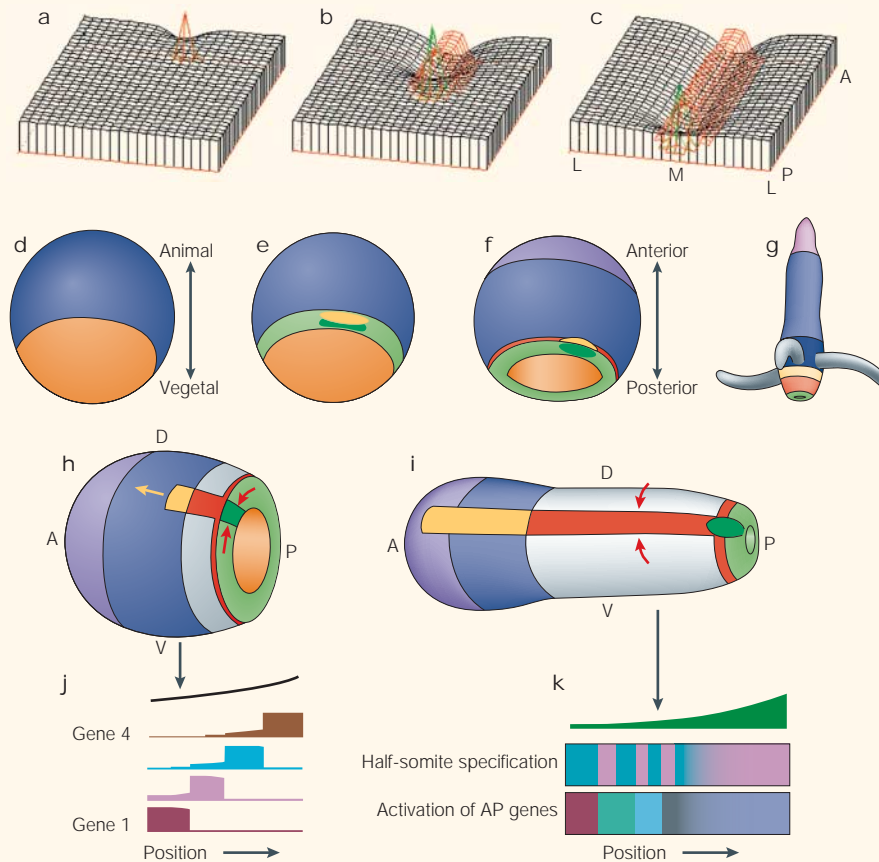 a
b
c
A
L
M
P
L
d
Animal
Vegetal
e
f
Anterior
Posterior
g
h
D
A
P
V
i
D
A
P
V
j
Gene 4
Gene 1
Position
k
Half-somite specification
Activation of AP genes
Position